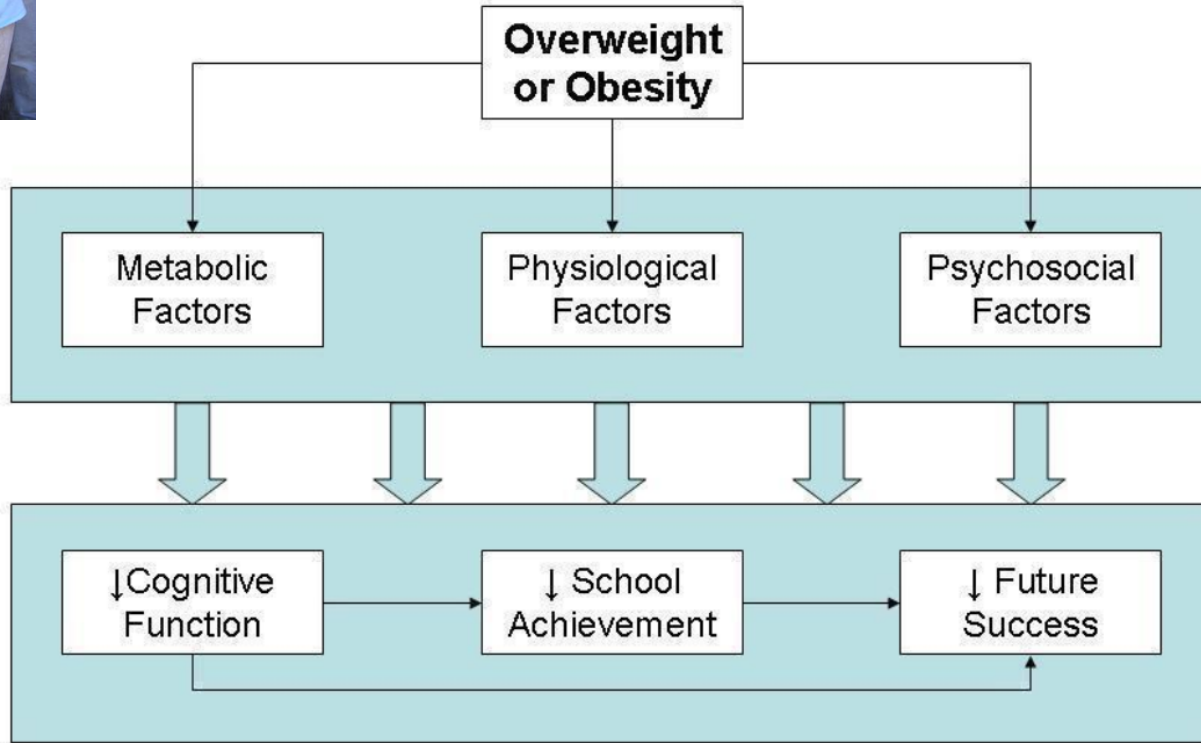 Overweight
or Obesity
Metabolic
Factors
Physiological
Factors
Psychosocial
Factors
↓Cognitive
Function
↓ School
Achievement
↓ Future
Success